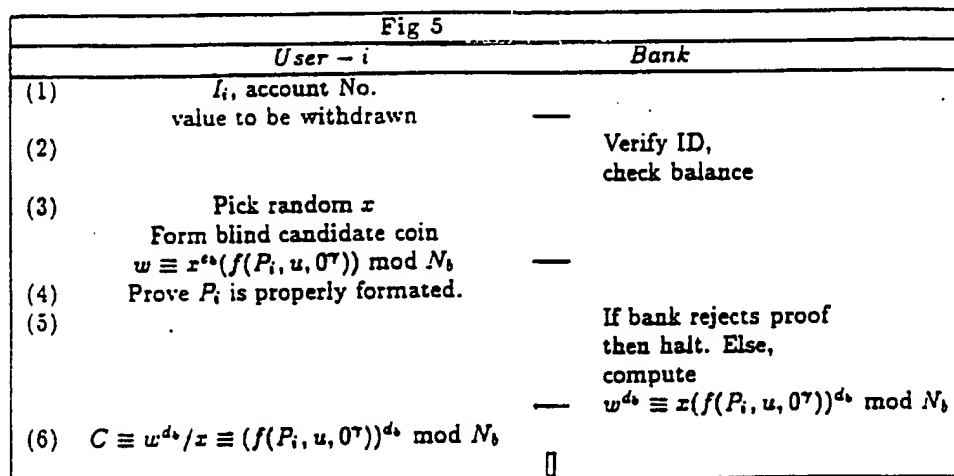 Fig 5
User − i Bank
(1) I_i, account No.
value to be withdrawn —
(2) Verify ID,
check balance
(3) Pick random x
Form blind candidate coin
w ≡ x^{e_b}(f(P_i, u, 0^γ)) mod N_b —
(4) Prove P_i is properly formated.
(5) If bank rejects proof
then halt. Else,
compute
← w^{d_b} ≡ x(f(P_i, u, 0^γ))^{d_b} mod N_b
(6) C ≡ w^{d_b}/x ≡ (f(P_i, u, 0^γ))^{d_b} mod N_b